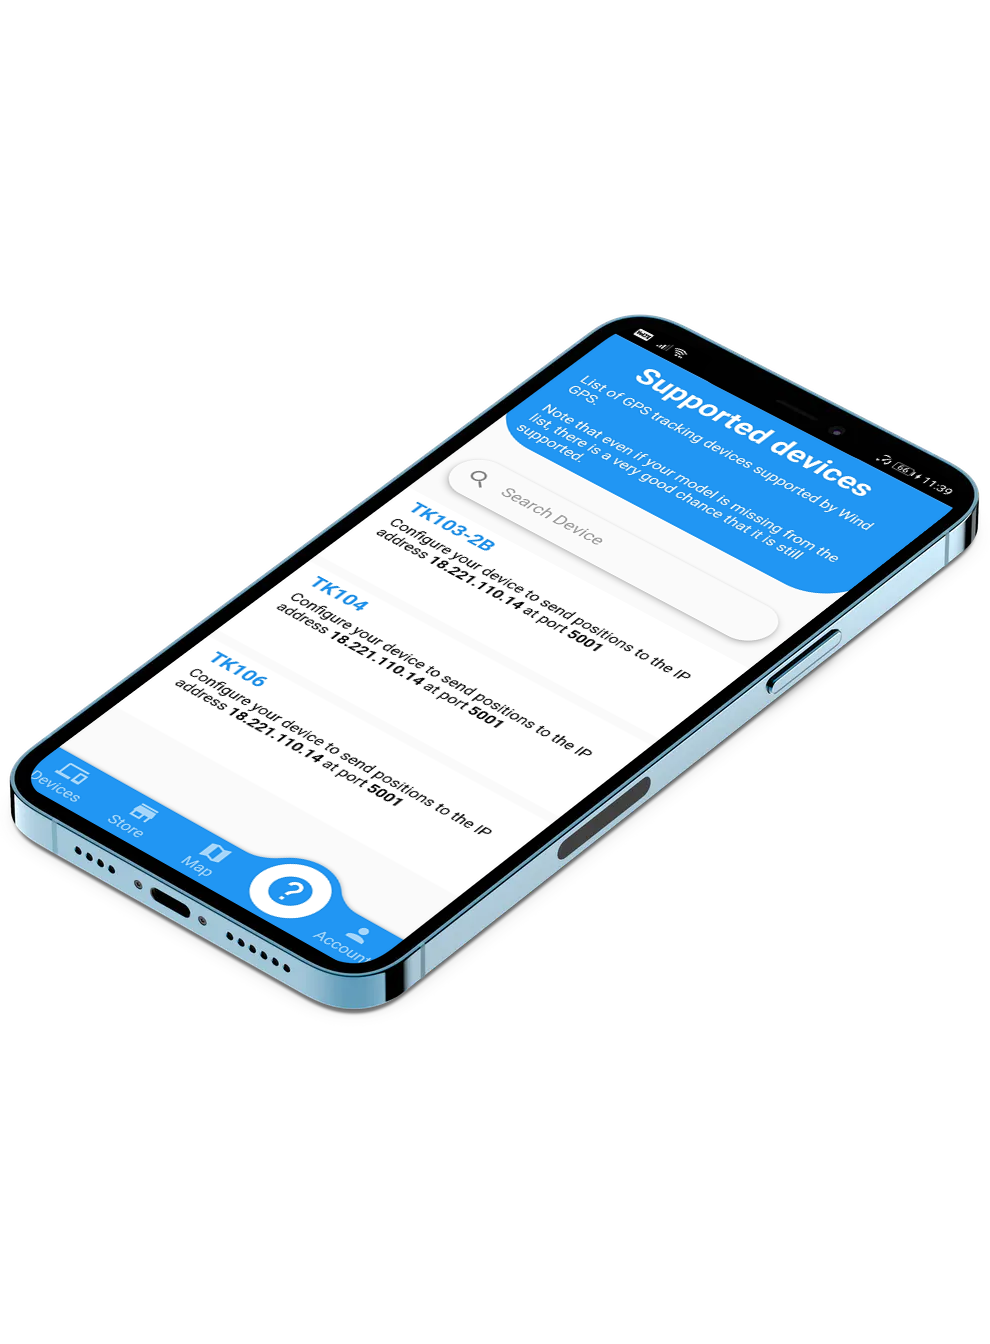 66 11:39
Supported devices
List of GPS tracking devices supported by Wind
GPS.
Note that even if your model is missing from the
list, there is a very good chance that it is still
supported.
Search Device
TK103-2B
Configure your device to send positions to the IP
address 18.221.110.14 at port 5001
TK104
Configure your device to send positions to the IP
address 18.221.110.14 at port 5001
TK106
Configure your device to send positions to the IP
address 18.221.110.14 at port 5001
Devices
Store
Map
?
Account